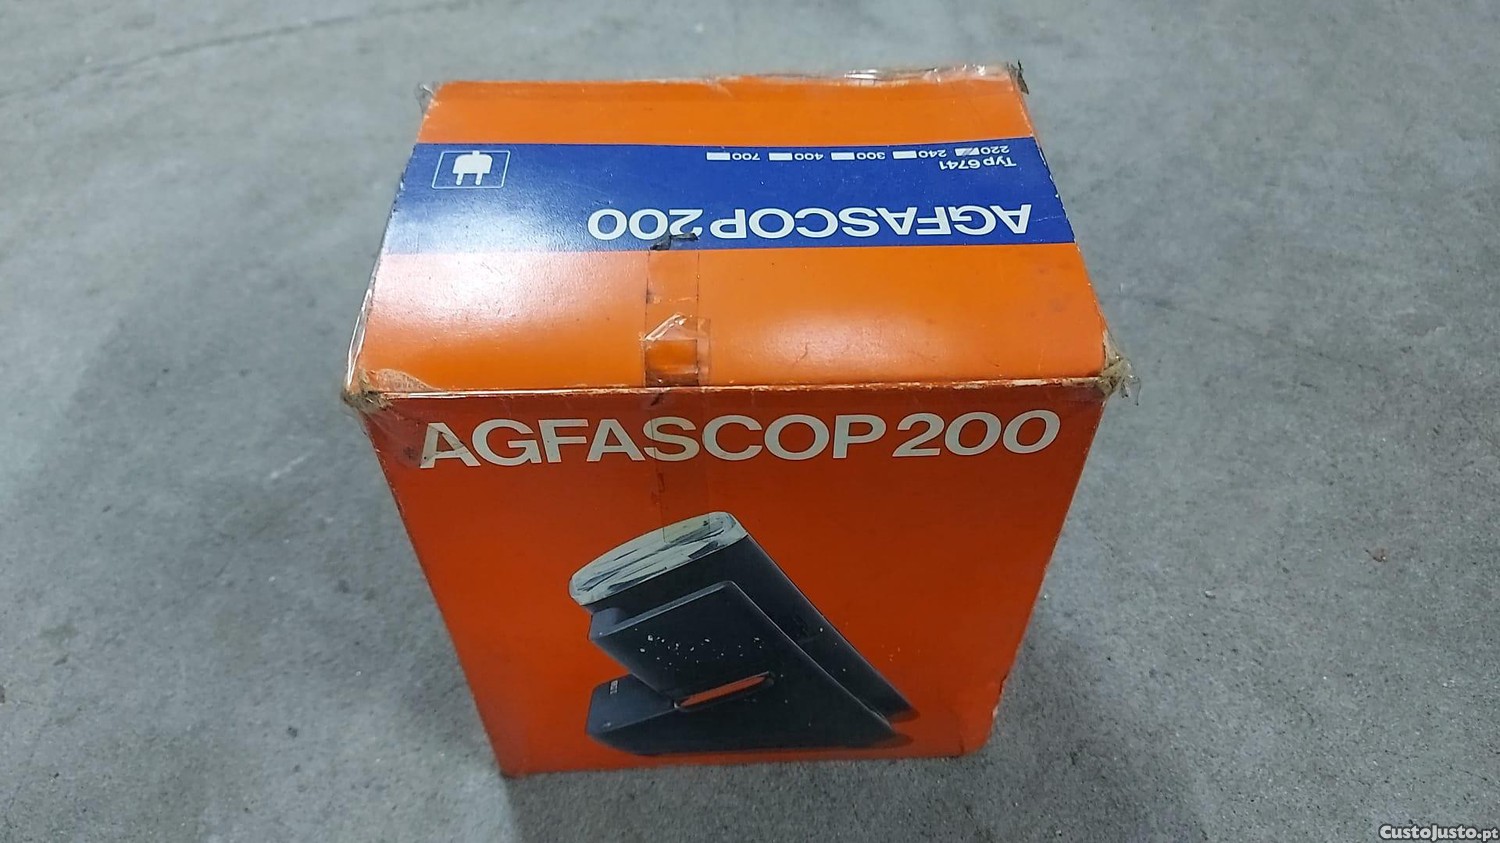 Typ 6741
220 240 300 400 700
AGFASCOP 200
AGFASCOP 200
CustoJusto.pt